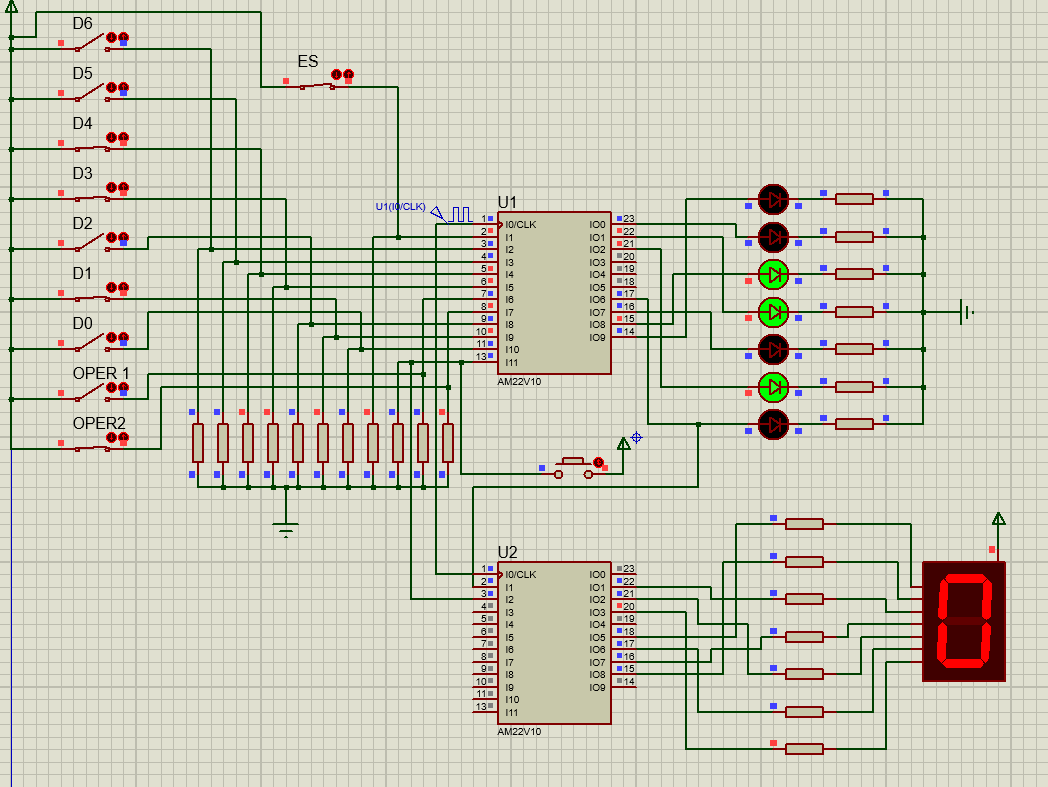 D6
D5
D4
D3
D2
D1
D0
OPER 1
OPER2
ES
U1(I0/CLK)
U1
1 I0/CLK IO0 23
2 I1 IO1 22
3 I2 IO2 21
4 I3 IO3 20
5 I4 IO4 19
6 I5 IO5 18
7 I6 IO6 17
8 I7 IO7 16
9 I8 IO8 15
10 I9 IO9 14
11 I10
13 I11
AM22V10
U2
1 I0/CLK IO0 23
2 I1 IO1 22
3 I2 IO2 21
4 I3 IO3 20
5 I4 IO4 19
6 I5 IO5 18
7 I6 IO6 17
8 I7 IO7 16
9 I8 IO8 15
10 I9 IO9 14
11 I10
13 I11
AM22V10
0